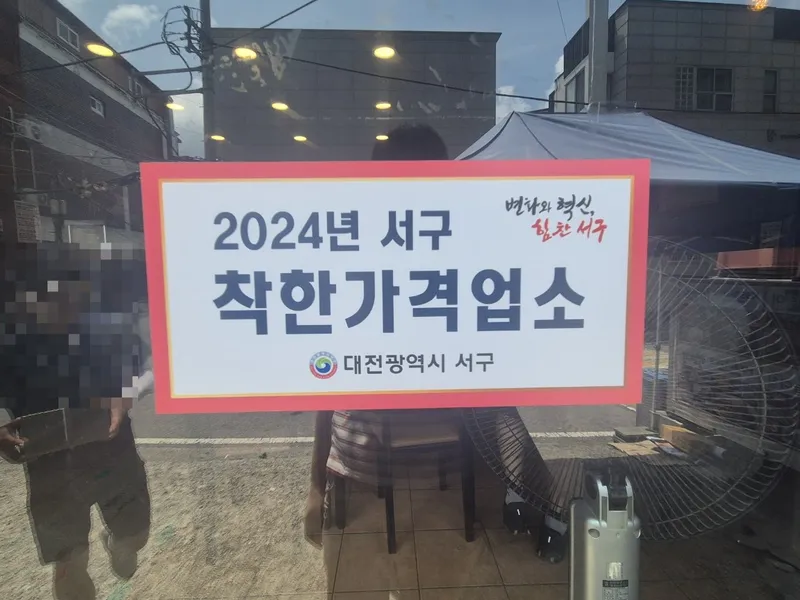 변화와 혁신,
힘찬 서구
2024년 서구
착한가격업소
대전광역시 서구